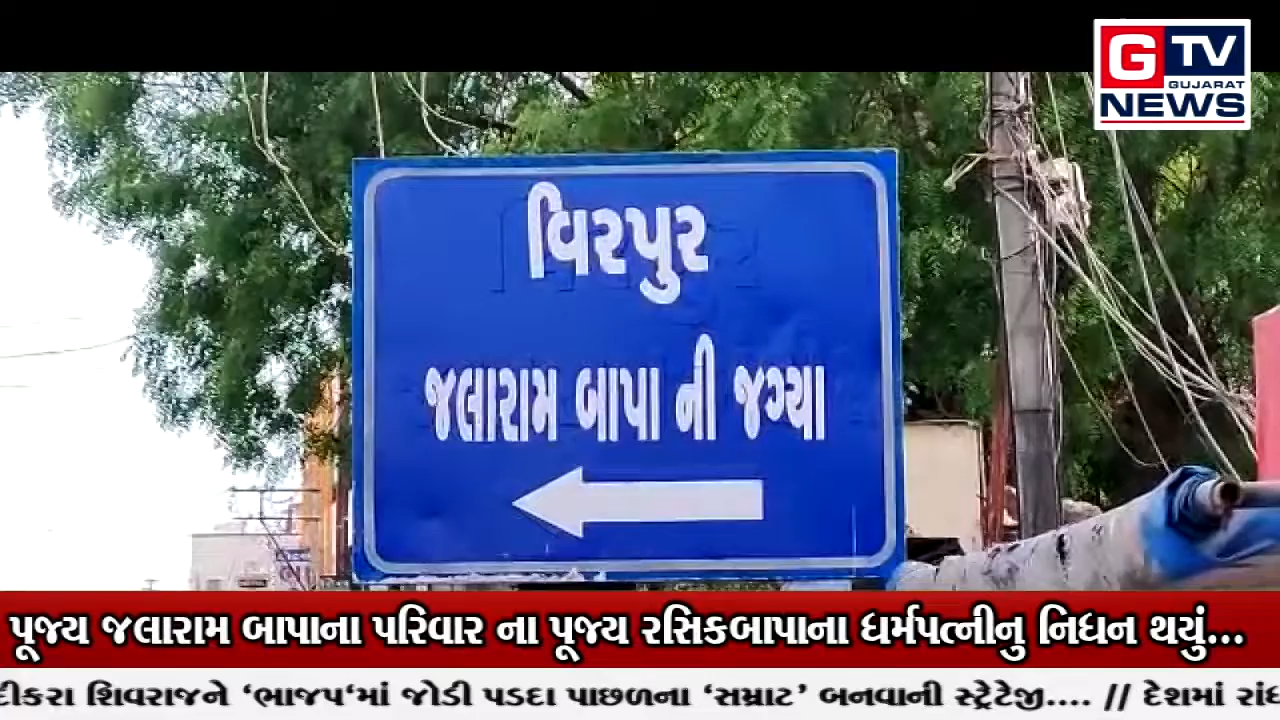 G TV
GUJARAT
NEWS
વિરપુર
જલારામ બાપા ની જગ્યા
પૂજ્ય જલારામ બાપાના પરિવાર ના પૂજ્ય રસિકબાપાના ધર્મપત્નીનુ નિધન થયું...
દીકરા શિવરાજને ‘ભાજપ‘માં જોડી પડદા પાછળના ‘સમ્રાટ’ બનવાની સ્ટ્રેટેજી.... // દેશમાં રાંધ